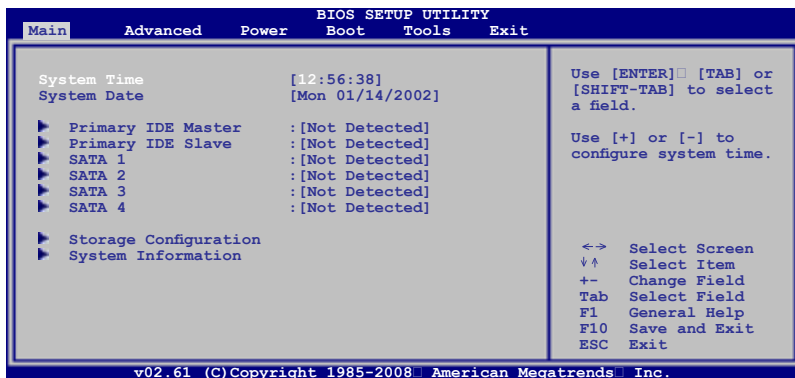 BIOS SETUP UTILITY
Main Advanced Power Boot Tools Exit
System Time [12:56:38]
System Date [Mon 01/14/2002]
Primary IDE Master :[Not Detected]
Primary IDE Slave :[Not Detected]
SATA 1 :[Not Detected]
SATA 2 :[Not Detected]
SATA 3 :[Not Detected]
SATA 4 :[Not Detected]
Storage Configuration
System Information
Use [ENTER]□ [TAB] or
[SHIFT-TAB] to select
a field.
Use [+] or [-] to
configure system time.
←→ Select Screen
↓↑ Select Item
+- Change Field
Tab Select Field
F1 General Help
F10 Save and Exit
ESC Exit
v02.61 (C)Copyright 1985-2008□ American Megatrends□ Inc.